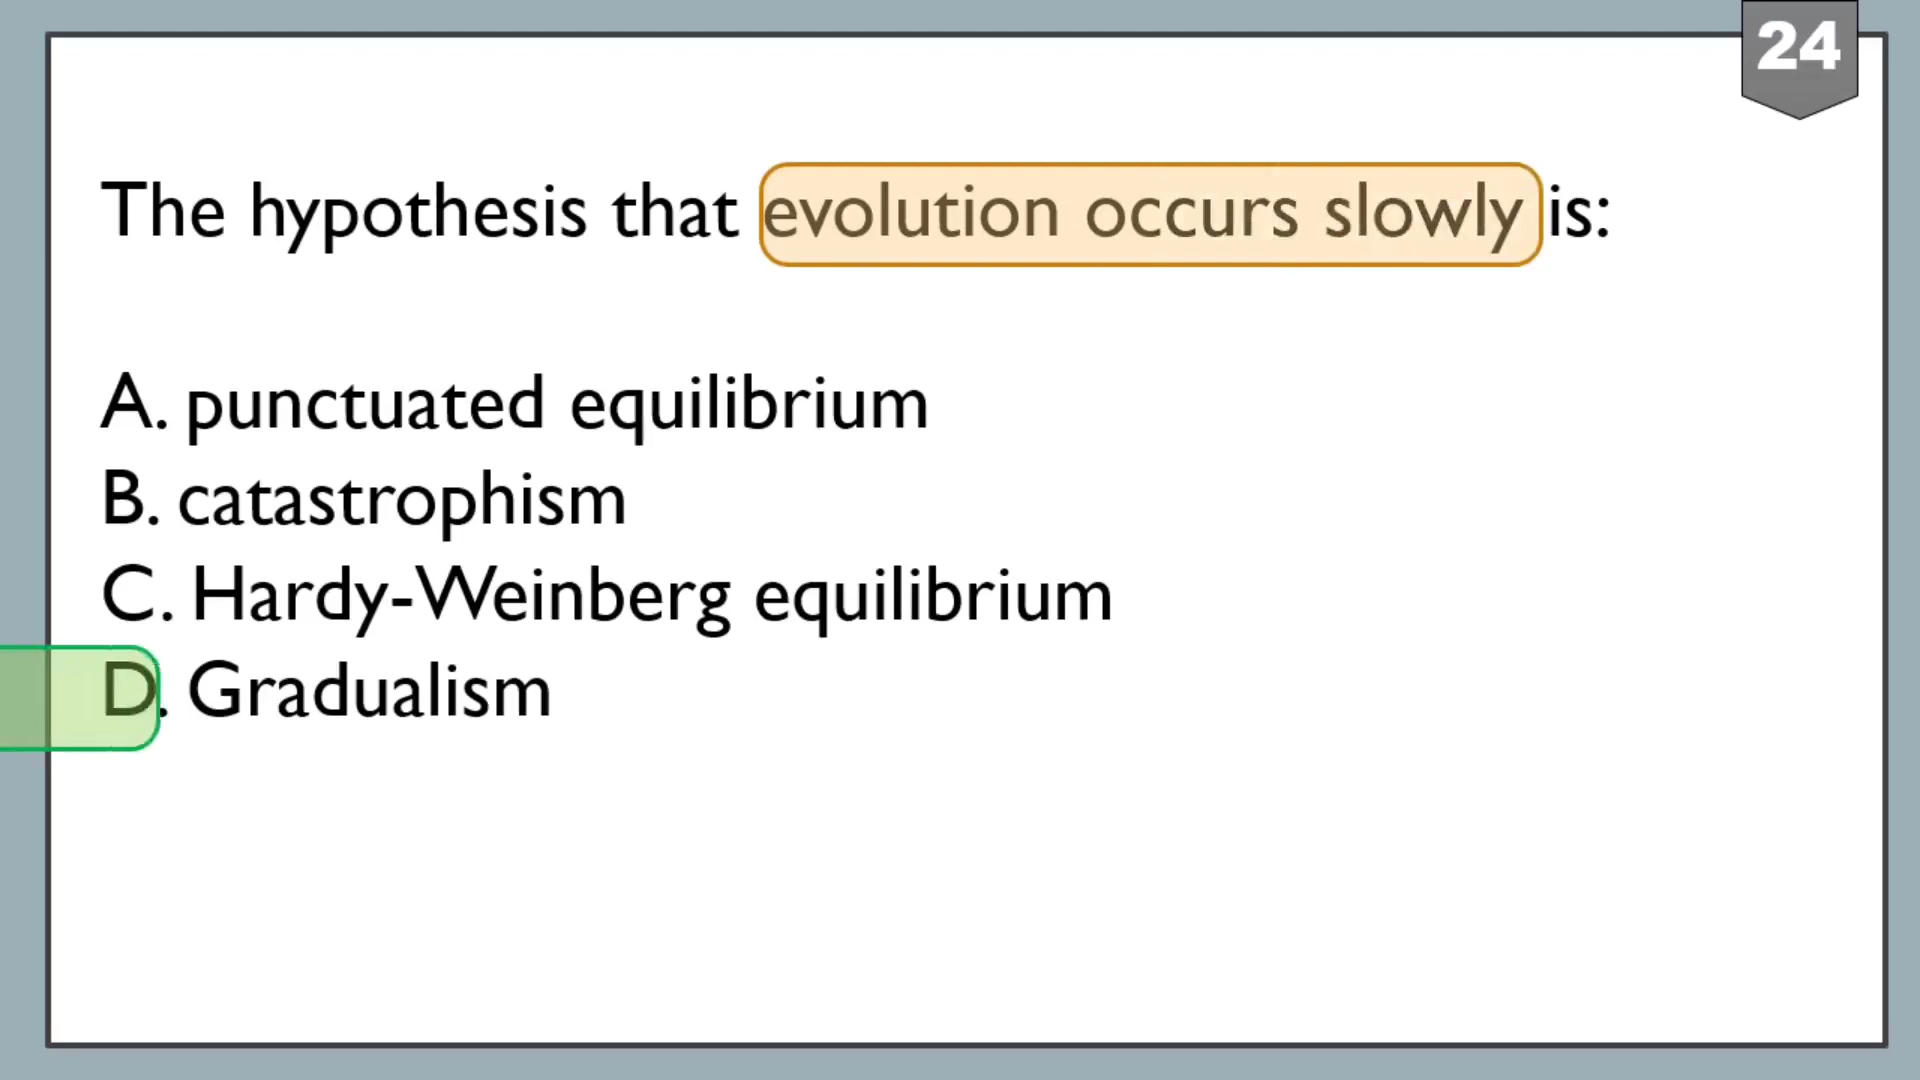 24
The hypothesis that evolution occurs slowly is:
A. punctuated equilibrium
B. catastrophism
C. Hardy-Weinberg equilibrium
D. Gradualism